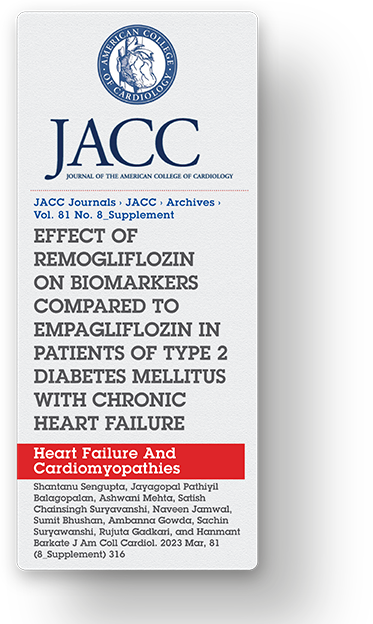 AMERICAN COLLEGE OF CARDIOLOGY
JACC
JOURNAL OF THE AMERICAN COLLEGE OF CARDIOLOGY
JACC Journals › JACC › Archives ›
Vol. 81 No. 8_Supplement
EFFECT OF
REMOGLIFLOZIN
ON BIOMARKERS
COMPARED TO
EMPAGLIFLOZIN IN
PATIENTS OF TYPE 2
DIABETES MELLITUS
WITH CHRONIC
HEART FAILURE
Heart Failure And
Cardiomyopathies
Shantanu Sengupta, Jayagopal Pathiyil
Balagopalan, Ashwani Mehta, Satish
Chainsingh Suryavanshi, Naveen Jamwal,
Sumit Bhushan, Ambanna Gowda, Sachin
Suryawanshi, Rujuta Gadkari, and Hanmant
Barkate J Am Coll Cardiol. 2023 Mar, 81
(8_Supplement) 316